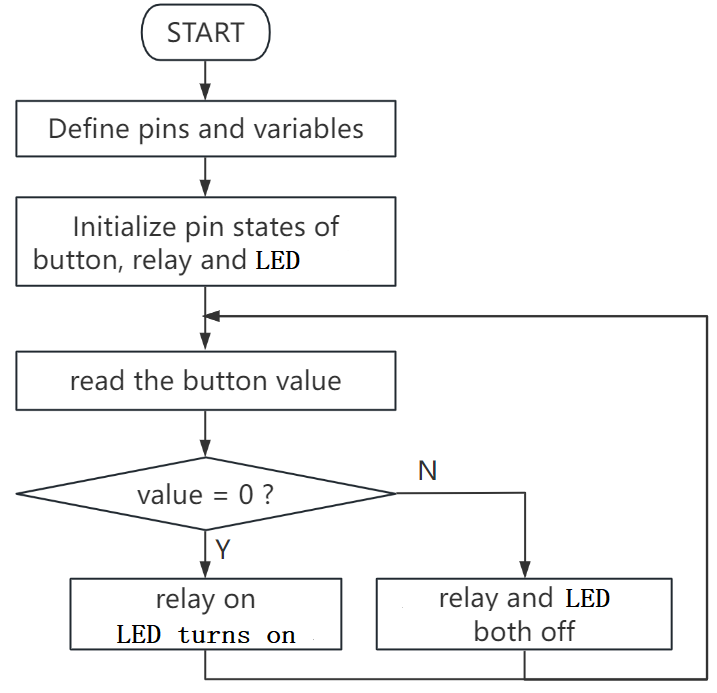 START
Define pins and variables
Initialize pin states of
button, relay and LED
read the button value
value = 0 ?
N
Y
relay on
LED turns on
relay and LED
both off